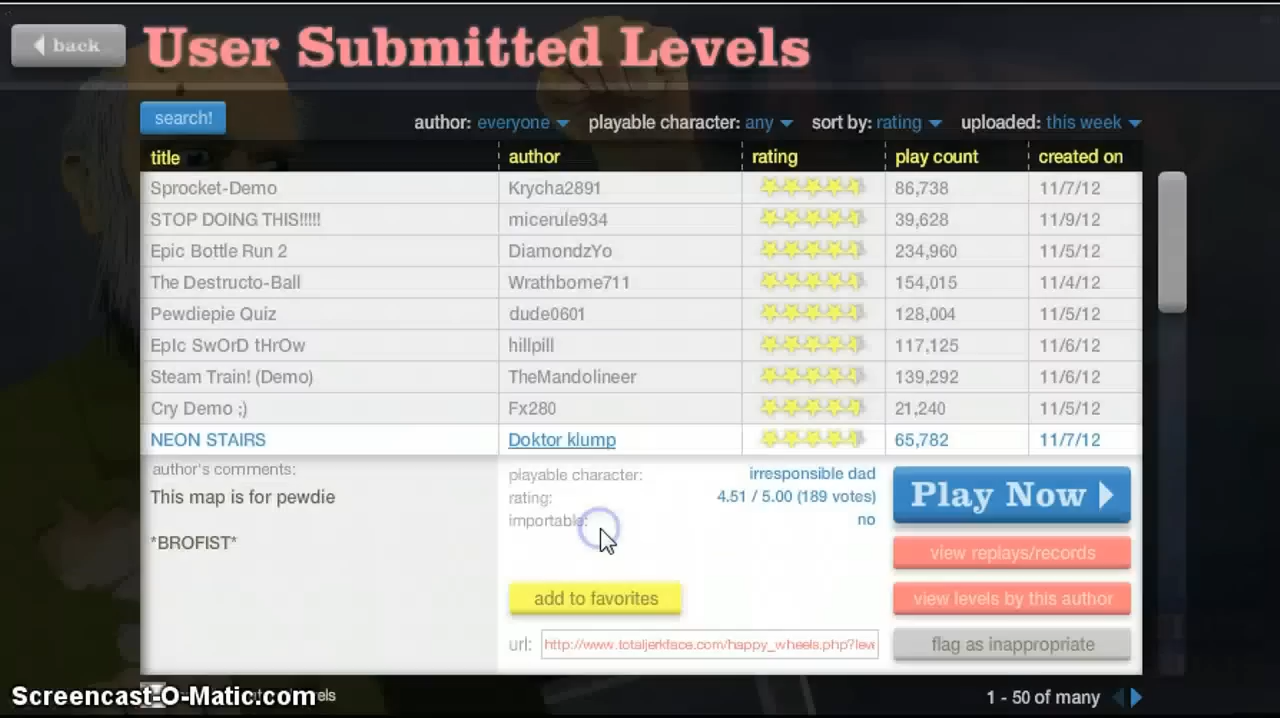 back
User Submitted Levels
search!
author: everyone playable character: any sort by: rating uploaded: this week
title author rating play count created on
Sprocket-Demo Krycha2891 86,738 11/7/12
STOP DOING THIS!!!!! micerule934 39,628 11/9/12
Epic Bottle Run 2 DiamondzYo 234,960 11/5/12
The Destructo-Ball Wrathborne711 154,015 11/4/12
Pewdiepie Quiz dude0601 128,004 11/5/12
EpIc SwOrD tHrOw hillpill 117,125 11/6/12
Steam Train! (Demo) TheMandolineer 139,292 11/6/12
Cry Demo ;) Fx280 21,240 11/5/12
NEON STAIRS Doktor klump 65,782 11/7/12
author's comments:
This map is for pewdie
*BROFIST*
playable character: irresponsible dad
rating: 4.51 / 5.00 (189 votes)
importable: no
add to favorites
url: http://www.totaljerkface.com/happy_wheels.php?lev
Play Now
view replays/records
view levels by this author
flag as inappropriate
Screencast-O-Matic.com
1 - 50 of many